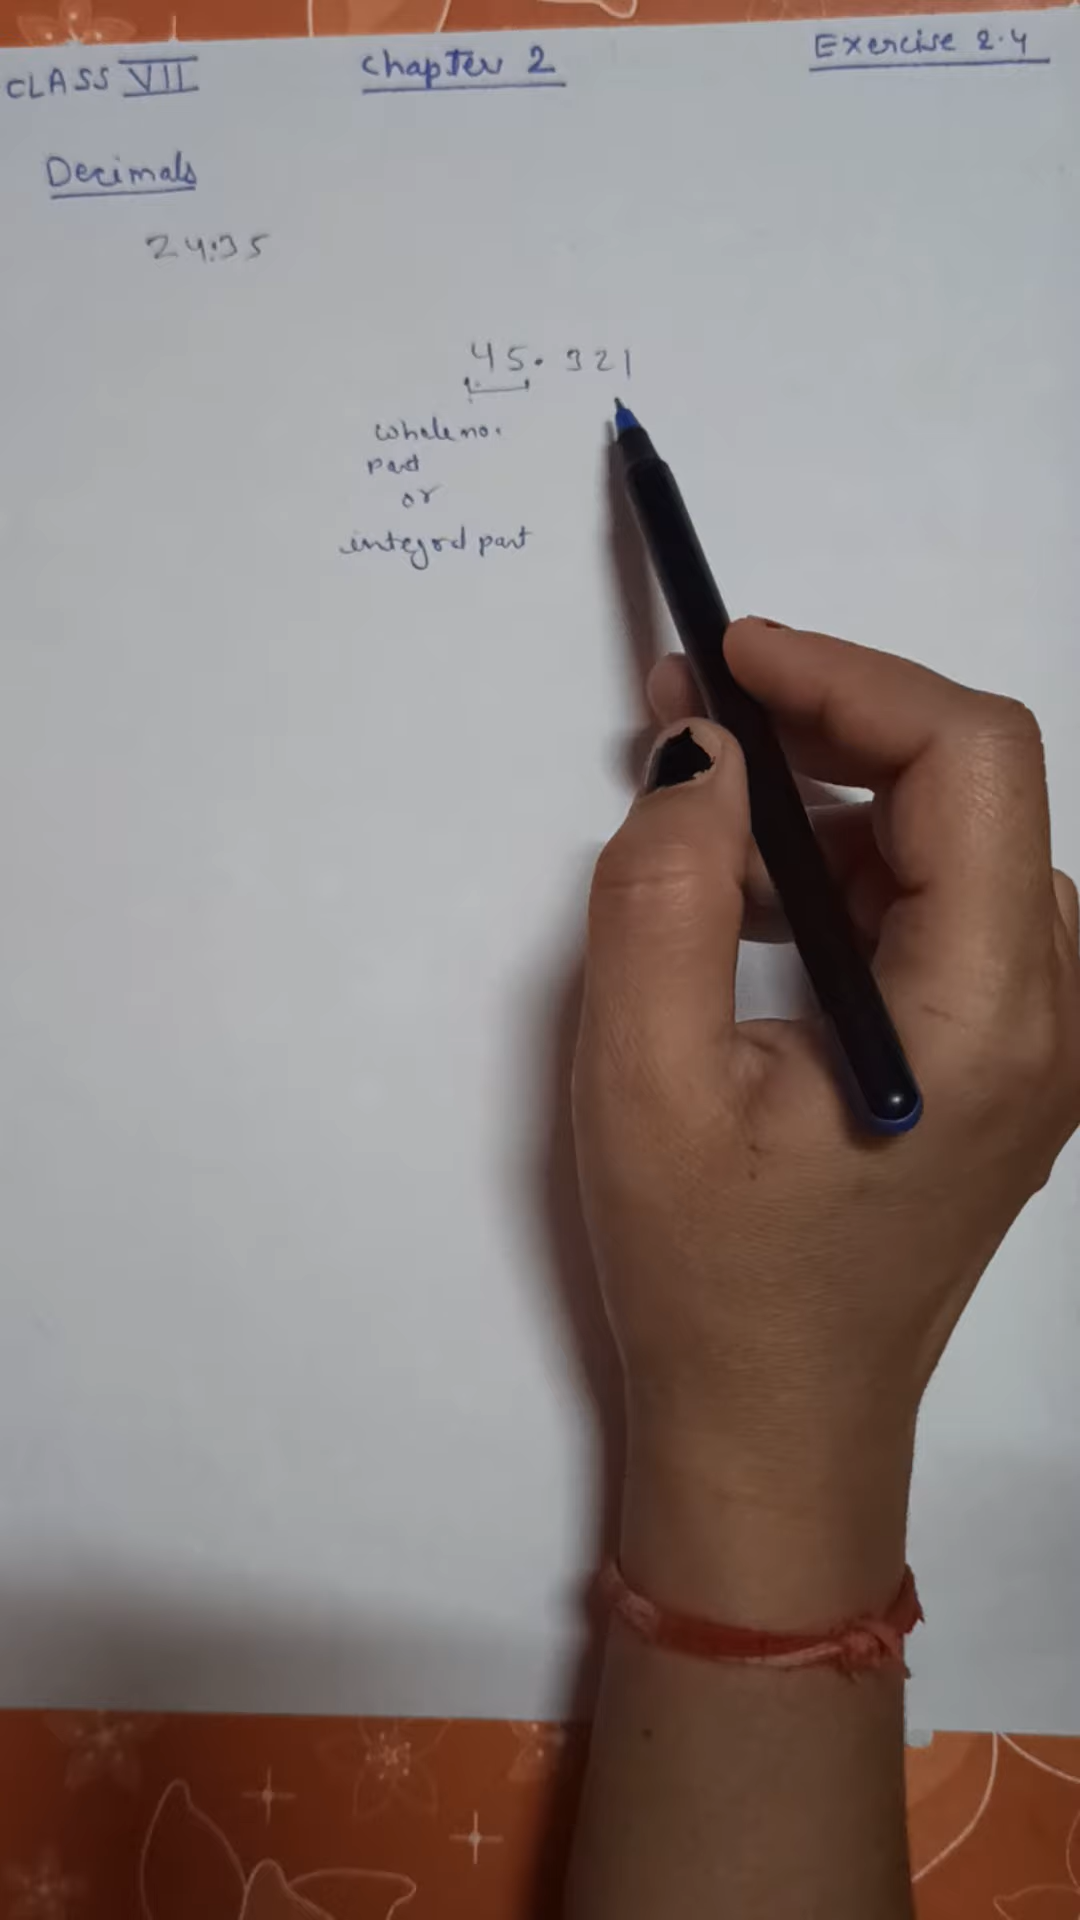 CLASS VII Chapter 2 Exercise 2.4
Decimals
24.35
45.321
whole no.
part
or
integral part